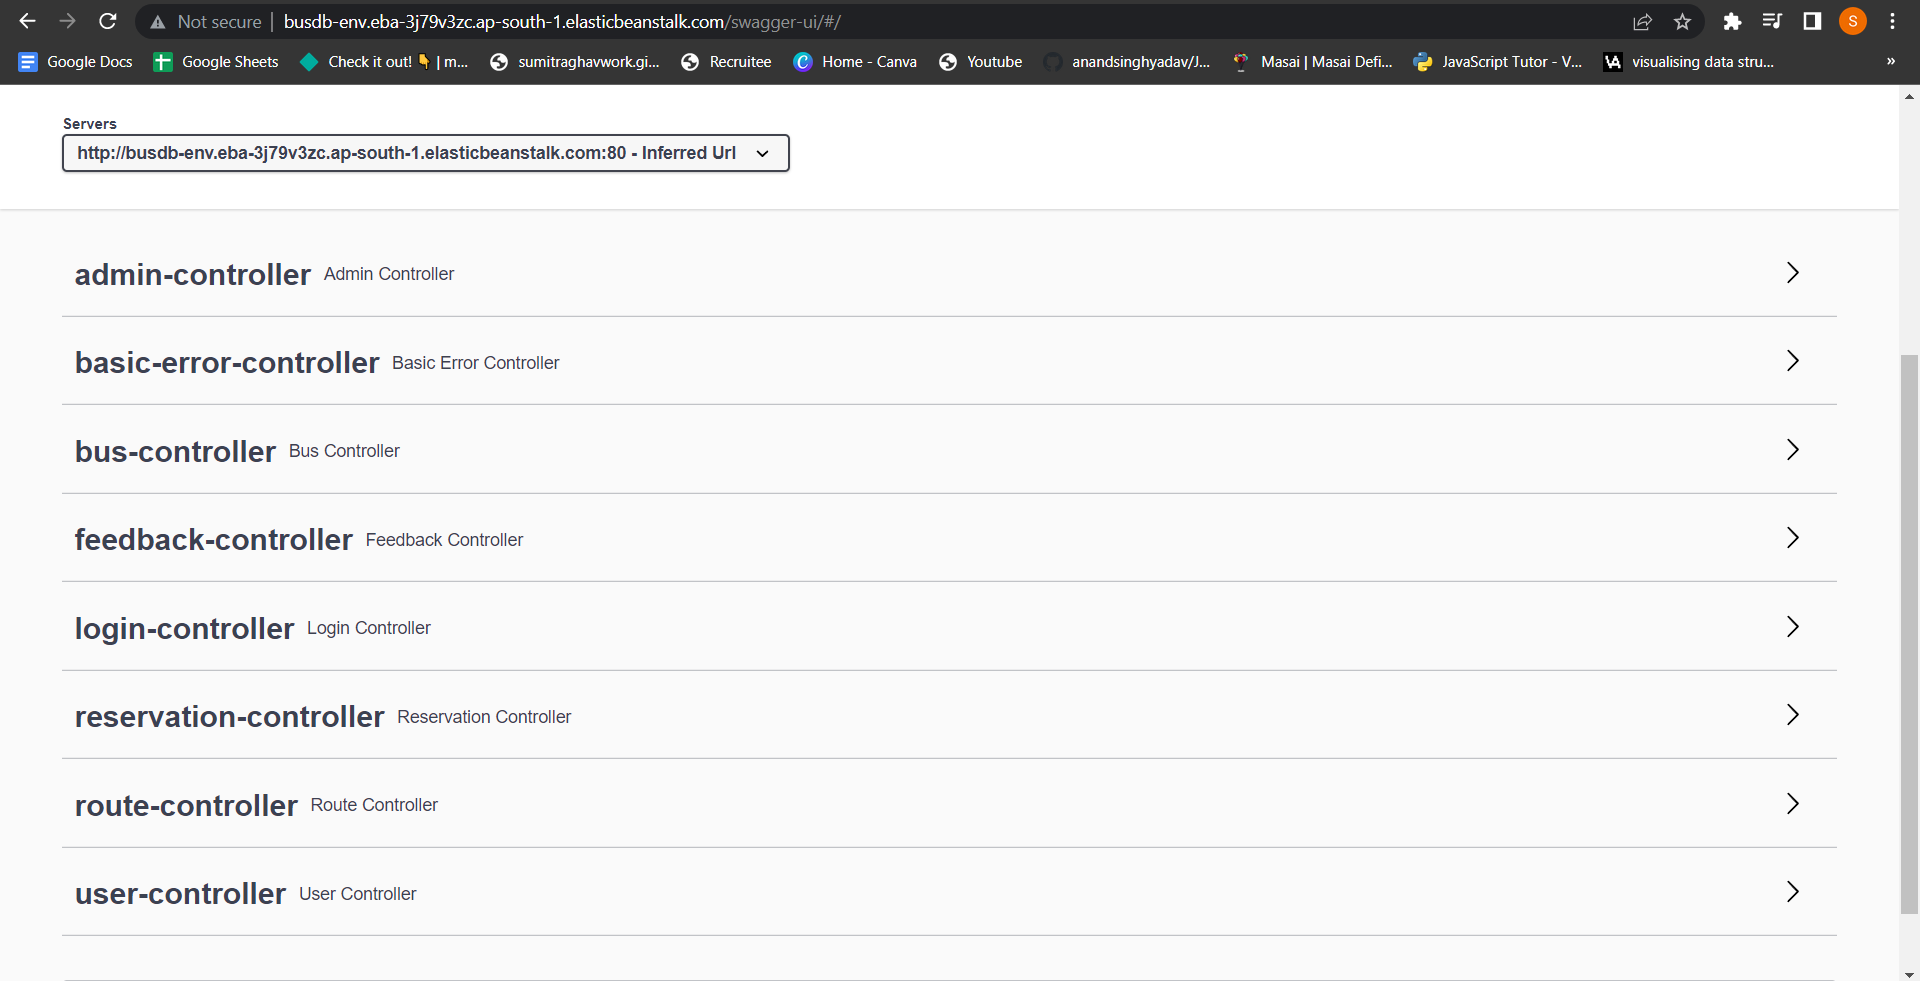 Not secure | busdb-env.eba-3j79v3zc.ap-south-1.elasticbeanstalk.com/swagger-ui/#/
S
Google Docs Google Sheets Check it out!👇 | m... sumitraghavwork.gi... Recruitee Home - Canva Youtube anandsinghyadav/J... Masai | Masai Defi... JavaScript Tutor - V... visualising data stru... »
Servers
http://busdb-env.eba-3j79v3zc.ap-south-1.elasticbeanstalk.com:80 - Inferred Url
admin-controller Admin Controller
basic-error-controller Basic Error Controller
bus-controller Bus Controller
feedback-controller Feedback Controller
login-controller Login Controller
reservation-controller Reservation Controller
route-controller Route Controller
user-controller User Controller